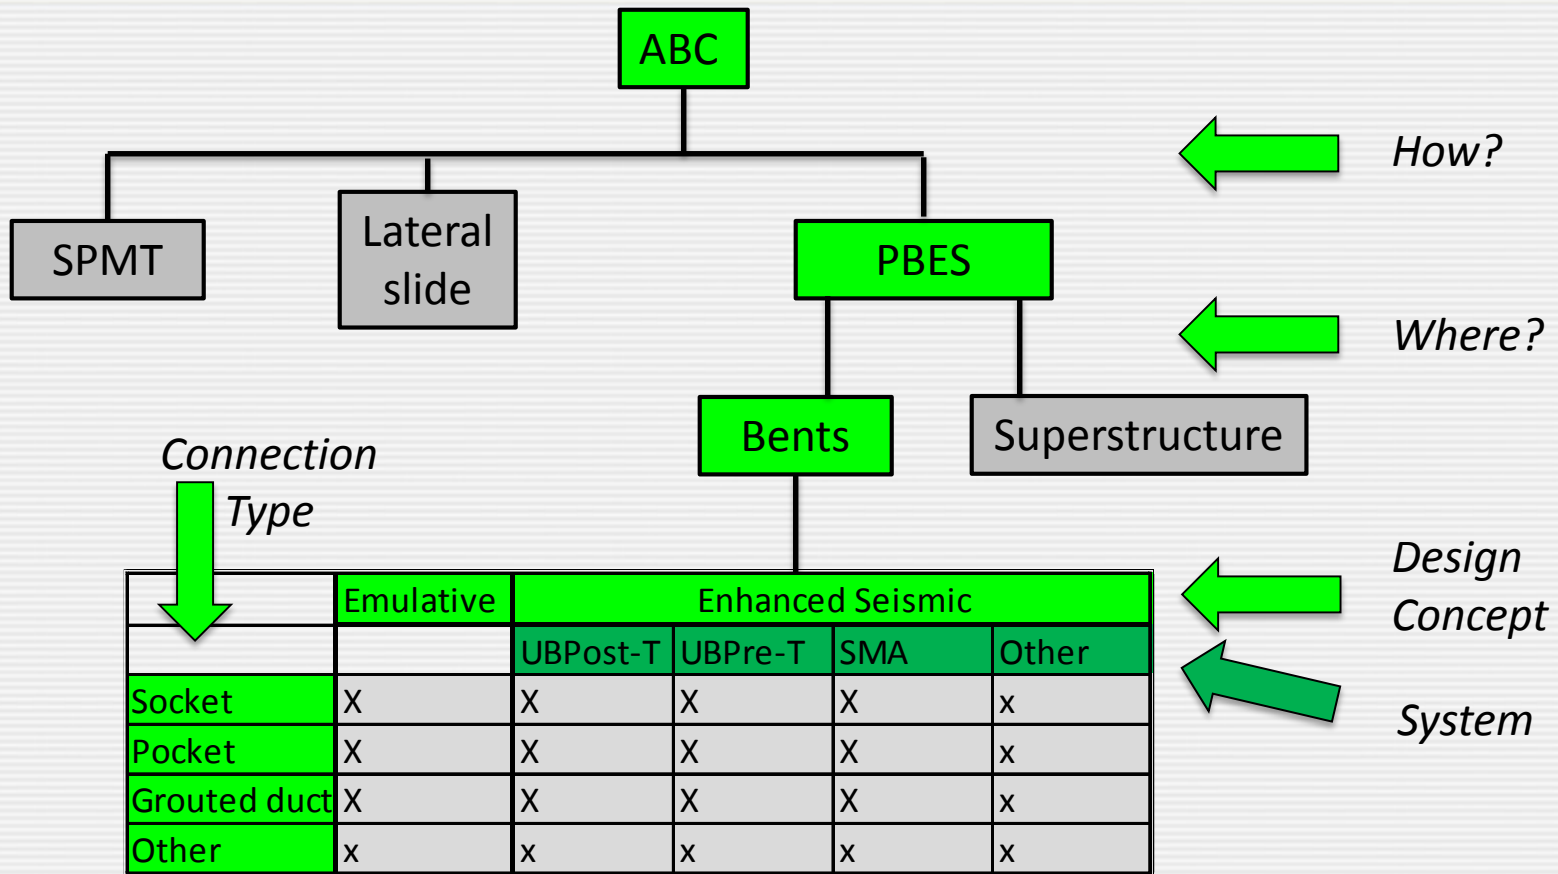 ABC
How?
SPMT
Lateral
slide
PBES
Where?
Bents
Superstructure
Connection
Type
Design
Concept
Emulative Enhanced Seismic
UBPost-T UBPre-T SMA Other
System
Socket X X X X x
Pocket X X X X x
Grouted duct X X X X x
Other x x x x x